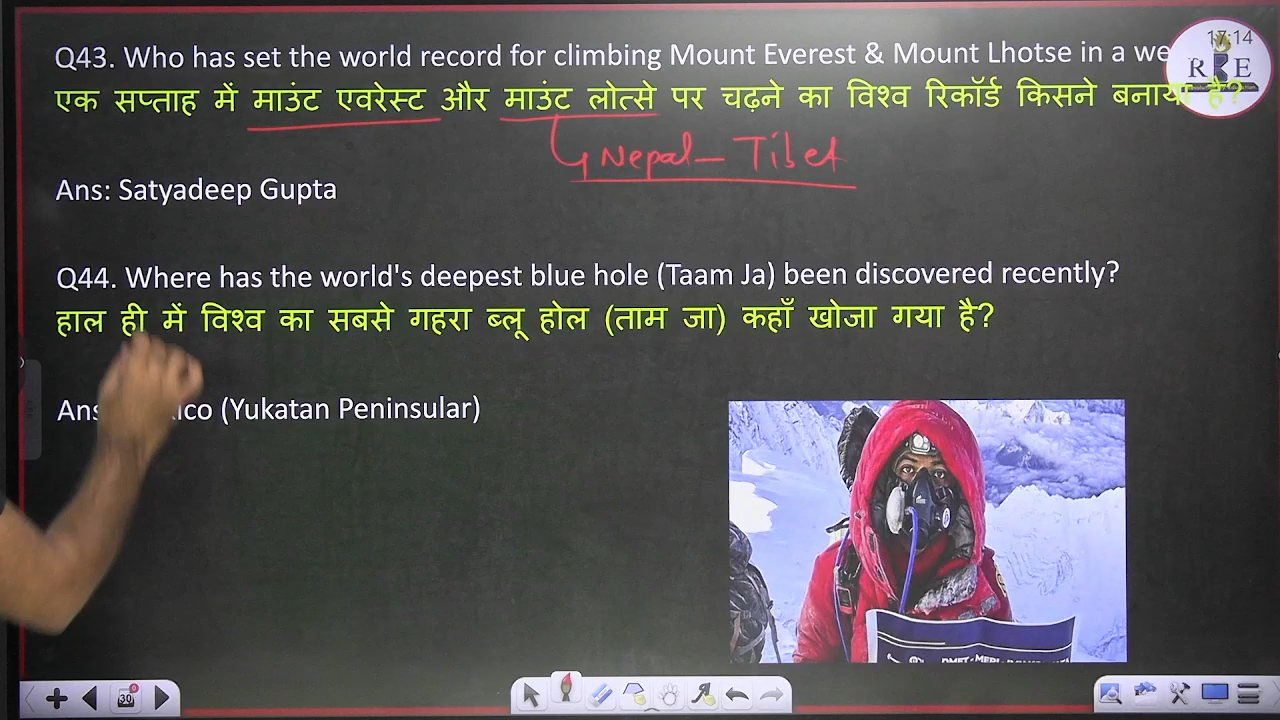 17:14
R E
Q43. Who has set the world record for climbing Mount Everest & Mount Lhotse in a we
एक सप्ताह में माउंट एवरेस्ट और माउंट लोत्से पर चढ़ने का विश्व रिकॉर्ड किसने बनाया है?
Nepal - Tibet
Ans: Satyadeep Gupta
Q44. Where has the world's deepest blue hole (Taam Ja) been discovered recently?
हाल ही में विश्व का सबसे गहरा ब्लू होल (ताम जा) कहाँ खोजा गया है?
Ans ico (Yukatan Peninsular)
30